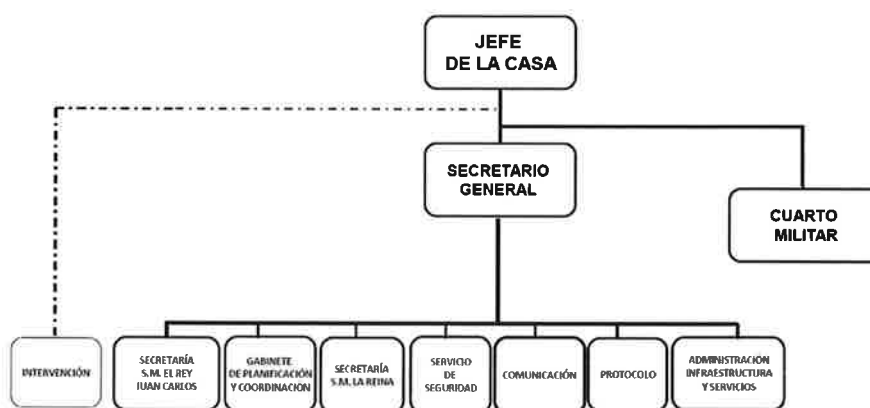 JEFE
DE LA CASA
SECRETARIO
GENERAL
CUARTO
MILITAR
INTERVENCIÓN
SECRETARÍA
S.M. EL REY
JUAN CARLOS
GABINETE
DE PLANIFICACIÓN
Y COORDINACIÓN
SECRETARÍA
S.M. LA REINA
SERVICIO
DE
SEGURIDAD
COMUNICACIÓN
PROTOCOLO
ADMINISTRACIÓN
INFRAESTRUCTURA
Y SERVICIOS